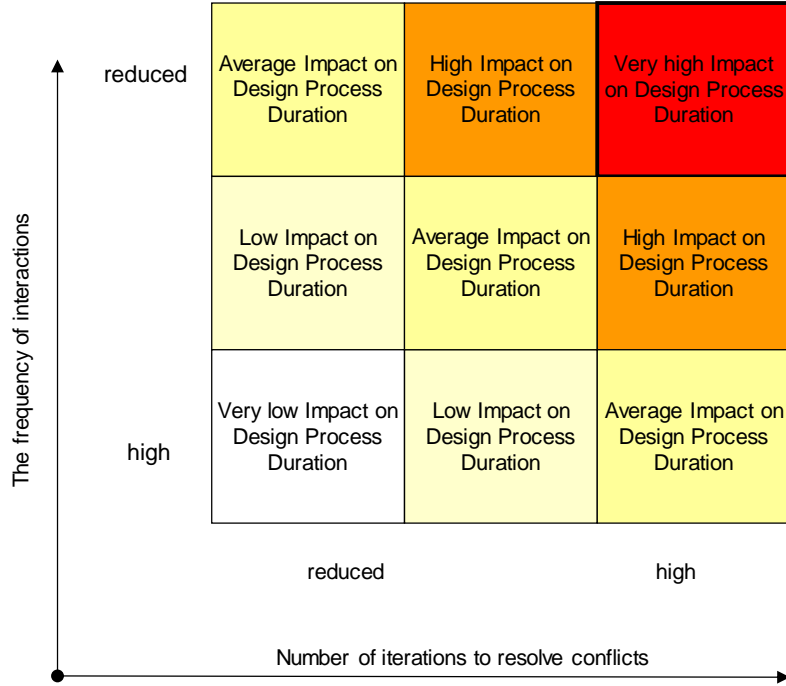 reduced
Average Impact on
Design Process
Duration
High Impact on
Design Process
Duration
Very high Impact
on Design Process
Duration
The frequency of interactions
Low Impact on
Design Process
Duration
Average Impact on
Design Process
Duration
High Impact on
Design Process
Duration
high
Very low Impact on
Design Process
Duration
Low Impact on
Design Process
Duration
Average Impact on
Design Process
Duration
reduced
high
Number of iterations to resolve conflicts